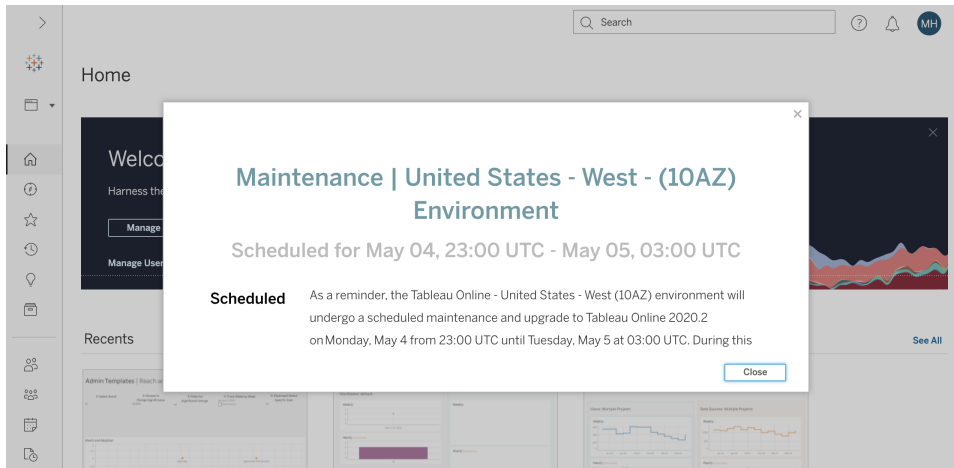 Search
?
MH
Home
Welco
Harness the
Manage
Manage User
Maintenance | United States - West - (10AZ)
Environment
Scheduled for May 04, 23:00 UTC - May 05, 03:00 UTC
Scheduled
As a reminder, the Tableau Online - United States - West (10AZ) environment will
undergo a scheduled maintenance and upgrade to Tableau Online 2020.2
on Monday, May 4 from 23:00 UTC until Tuesday, May 5 at 03:00 UTC. During this
Close
Recents
See All
Admin Templates | Reach an